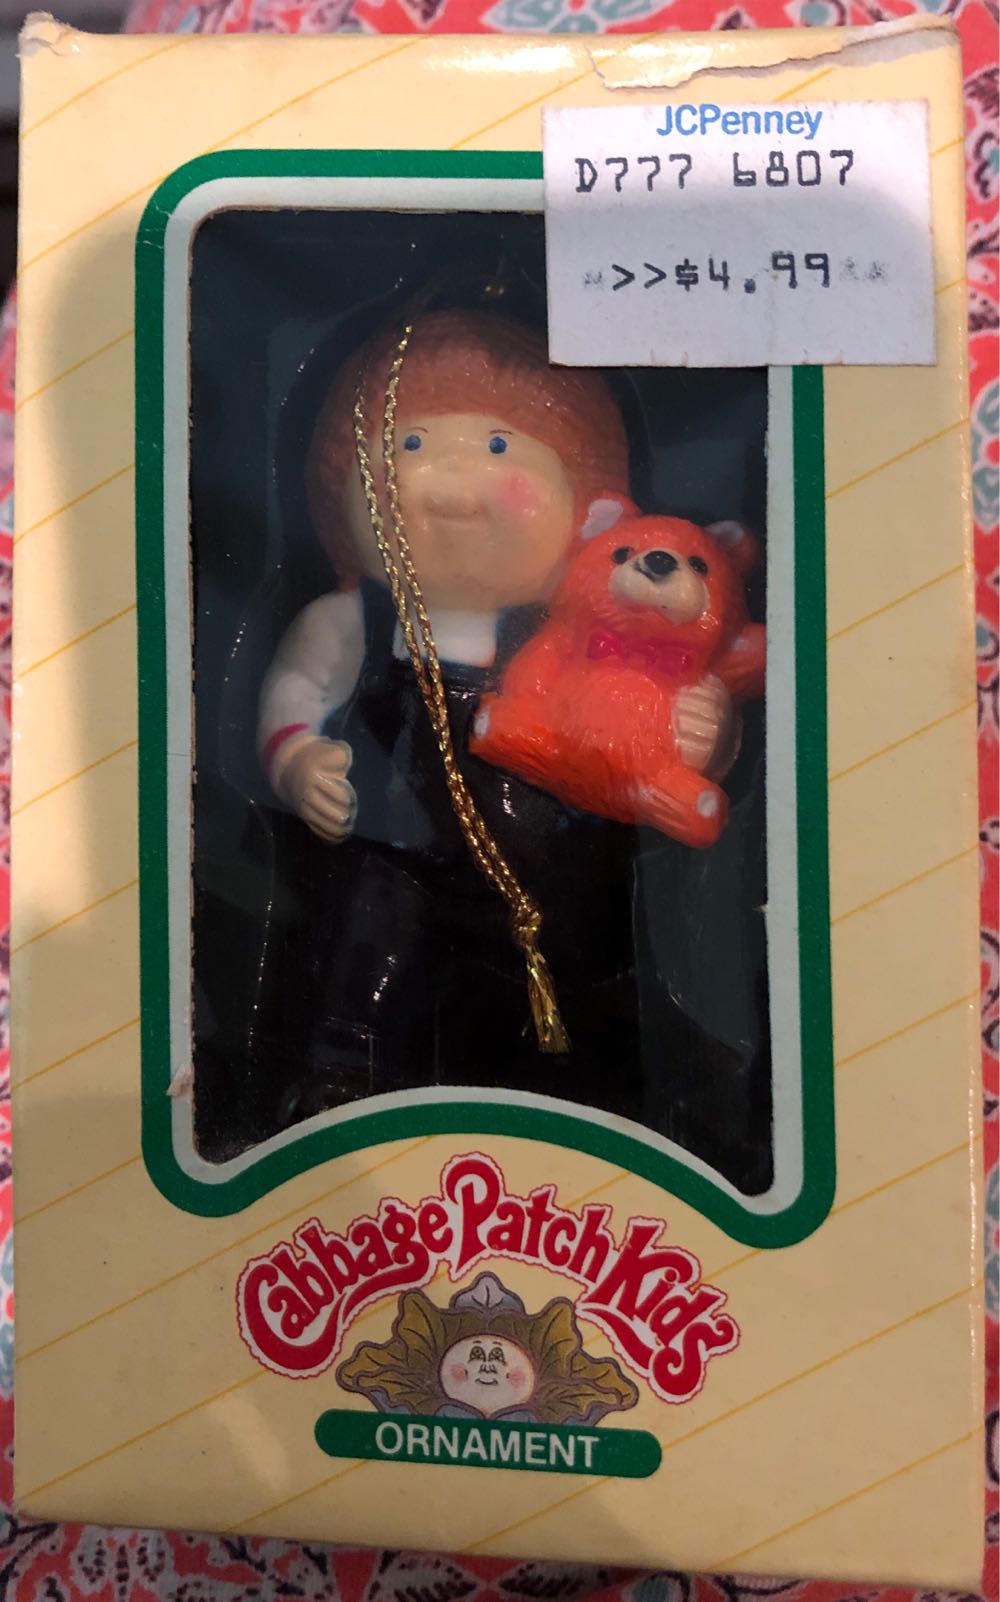 JCPenney
D777 6807
>>$4.99
Cabbage Patch Kids
ORNAMENT